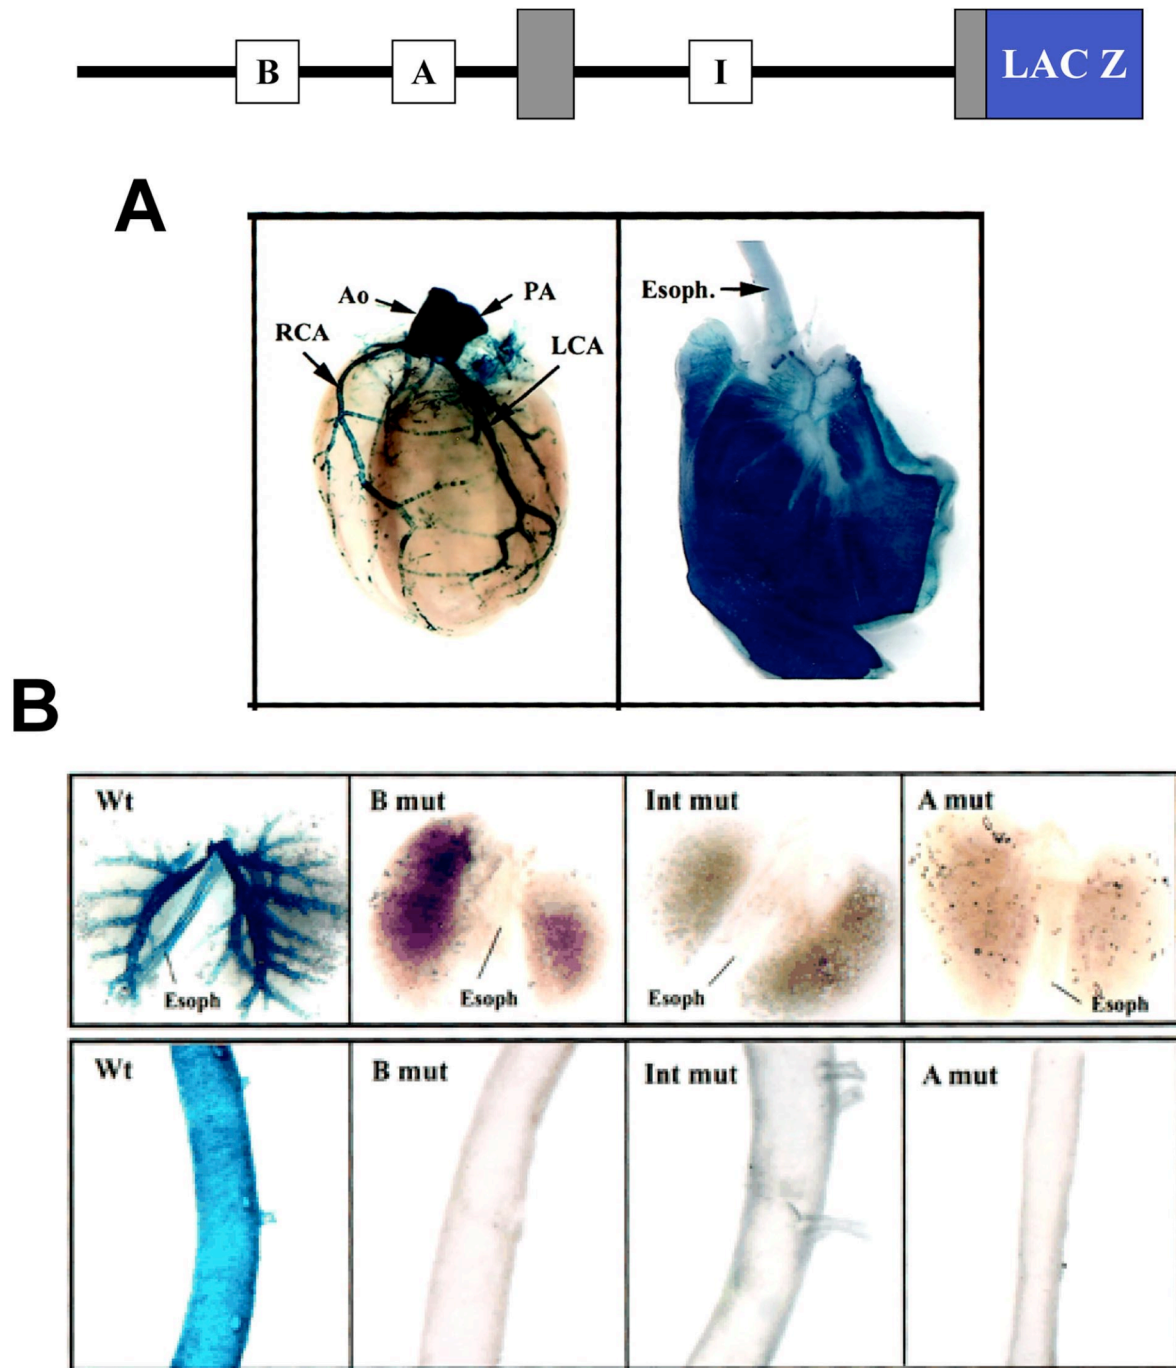 B A I LAC Z
A
Ao PA
RCA LCA
Esoph.
B
Wt B mut Int mut A mut
Esoph Esoph Esoph Esoph
Wt B mut Int mut A mut